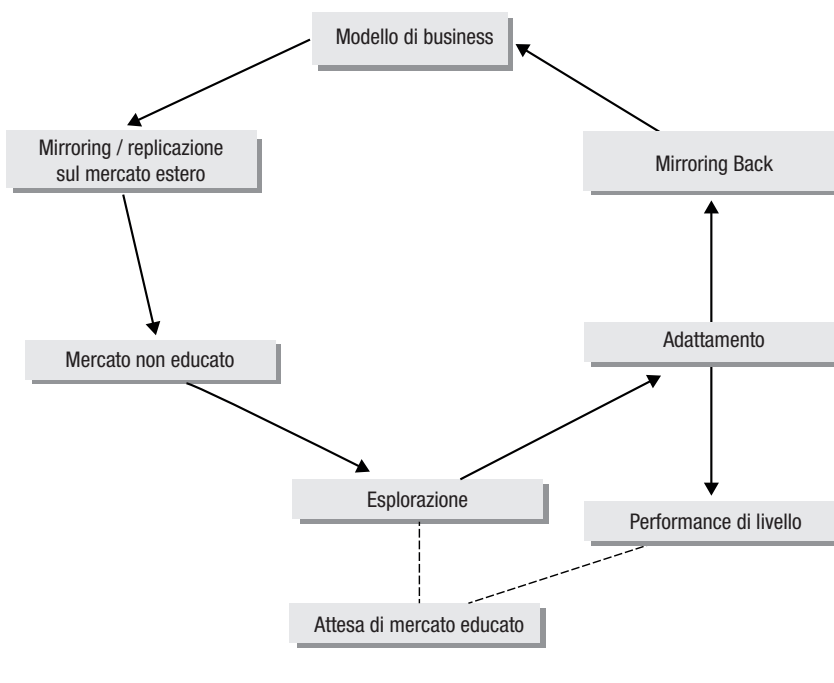 Modello di business
Mirroring / replicazione
sul mercato estero
Mirroring Back
Mercato non educato
Adattamento
Esplorazione
Performance di livello
Attesa di mercato educato